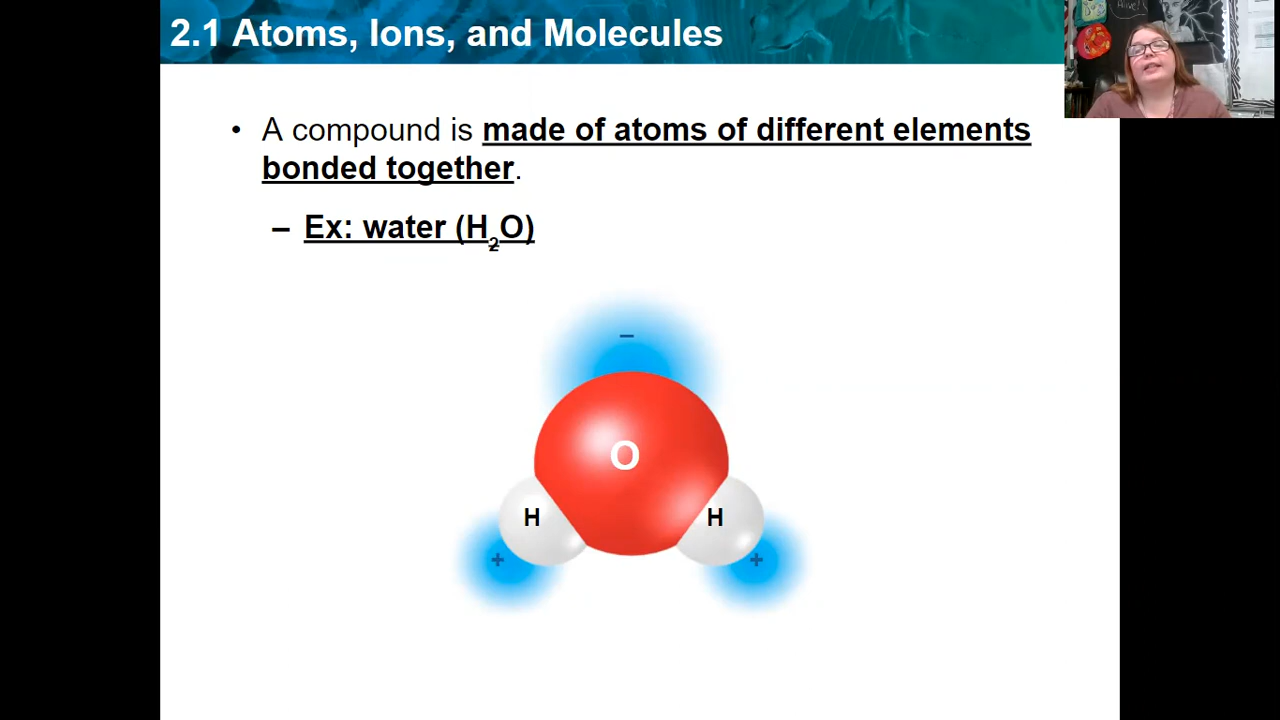 2.1 Atoms, Ions, and Molecules
• A compound is made of atoms of different elements
bonded together.
– Ex: water (H₂O)
–
O
H H
+ +